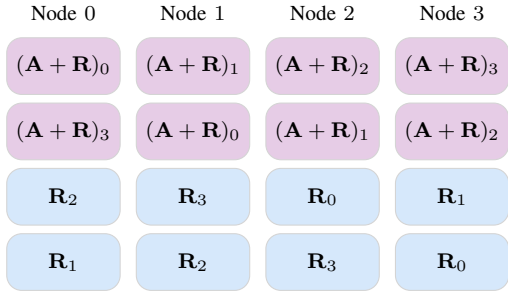 Node 0 Node 1 Node 2 Node 3
(A + R)₀ (A + R)₁ (A + R)₂ (A + R)₃
(A + R)₃ (A + R)₀ (A + R)₁ (A + R)₂
R₂ R₃ R₀ R₁
R₁ R₂ R₃ R₀